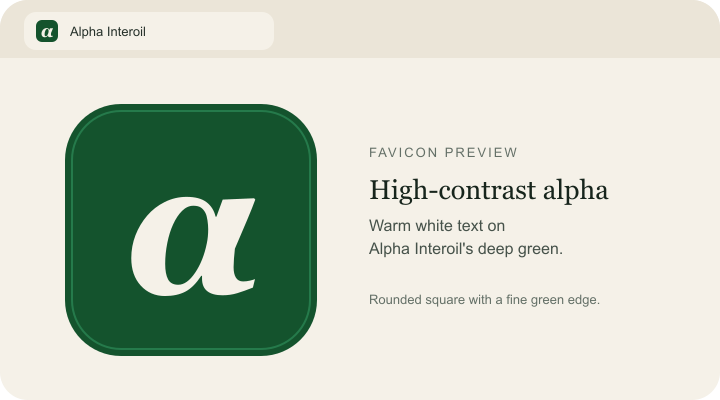 α Alpha Interoil
α
FAVICON PREVIEW
High-contrast alpha
Warm white text on
Alpha Interoil's deep green.
Rounded square with a fine green edge.